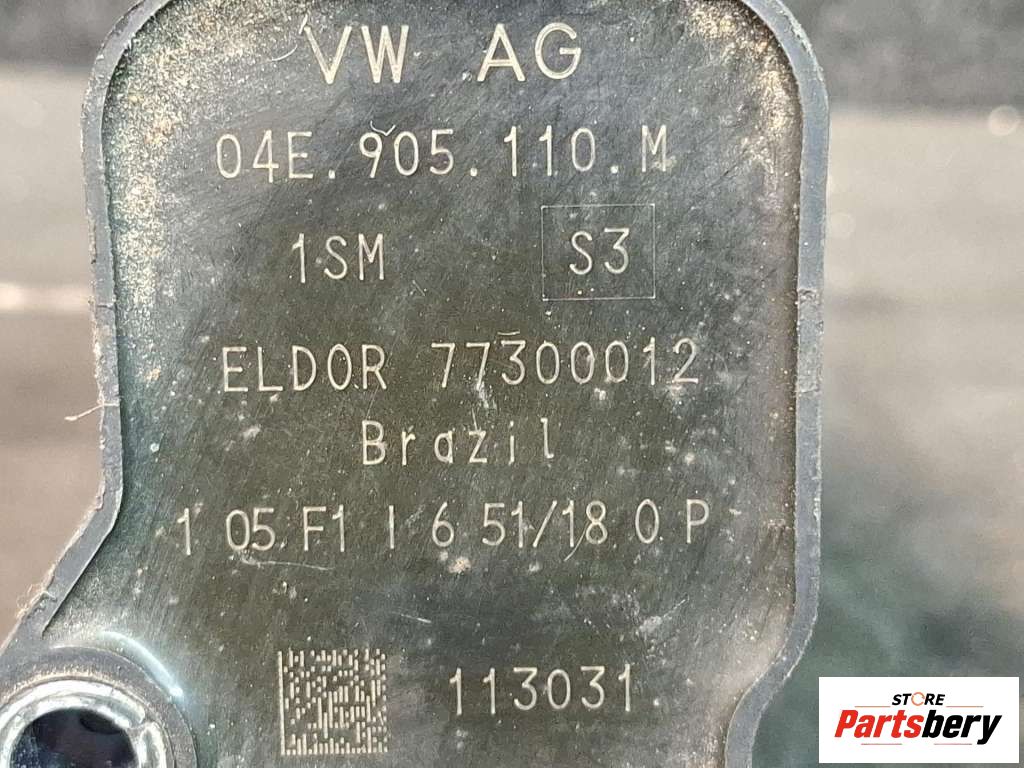 VW AG
04E.905.110.M
1SM S3
ELDOR 77300012
Brazil
1 05 F1 I 6 51/18 0 P
113031
STORE
Partsbery